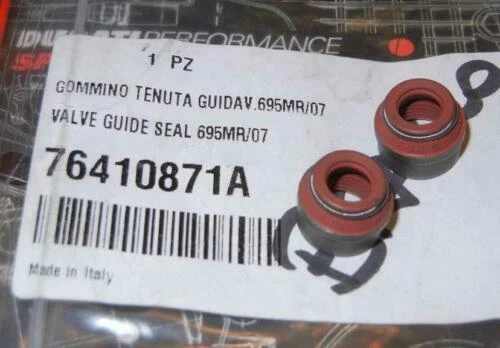 PERFORMANCE
1 PZ
GOMMINO TENUTA GUIDAV.695MR/07
VALVE GUIDE SEAL 695MR/07
76410871A
Made in Italy